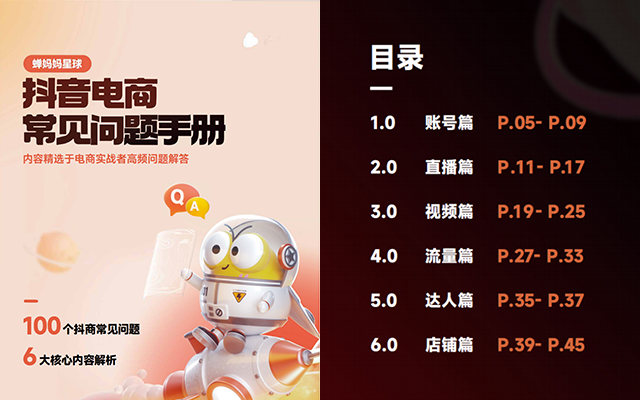 蝉妈妈星球
抖音电商
常见问题手册
内容精选于电商实战者高频问题解答
Q
A
100个抖商常见问题
6大核心内容解析
目录
1.0 账号篇 P.05- P.09
2.0 直播篇 P.11- P.17
3.0 视频篇 P.19- P.25
4.0 流量篇 P.27- P.33
5.0 达人篇 P.35- P.37
6.0 店铺篇 P.39- P.45